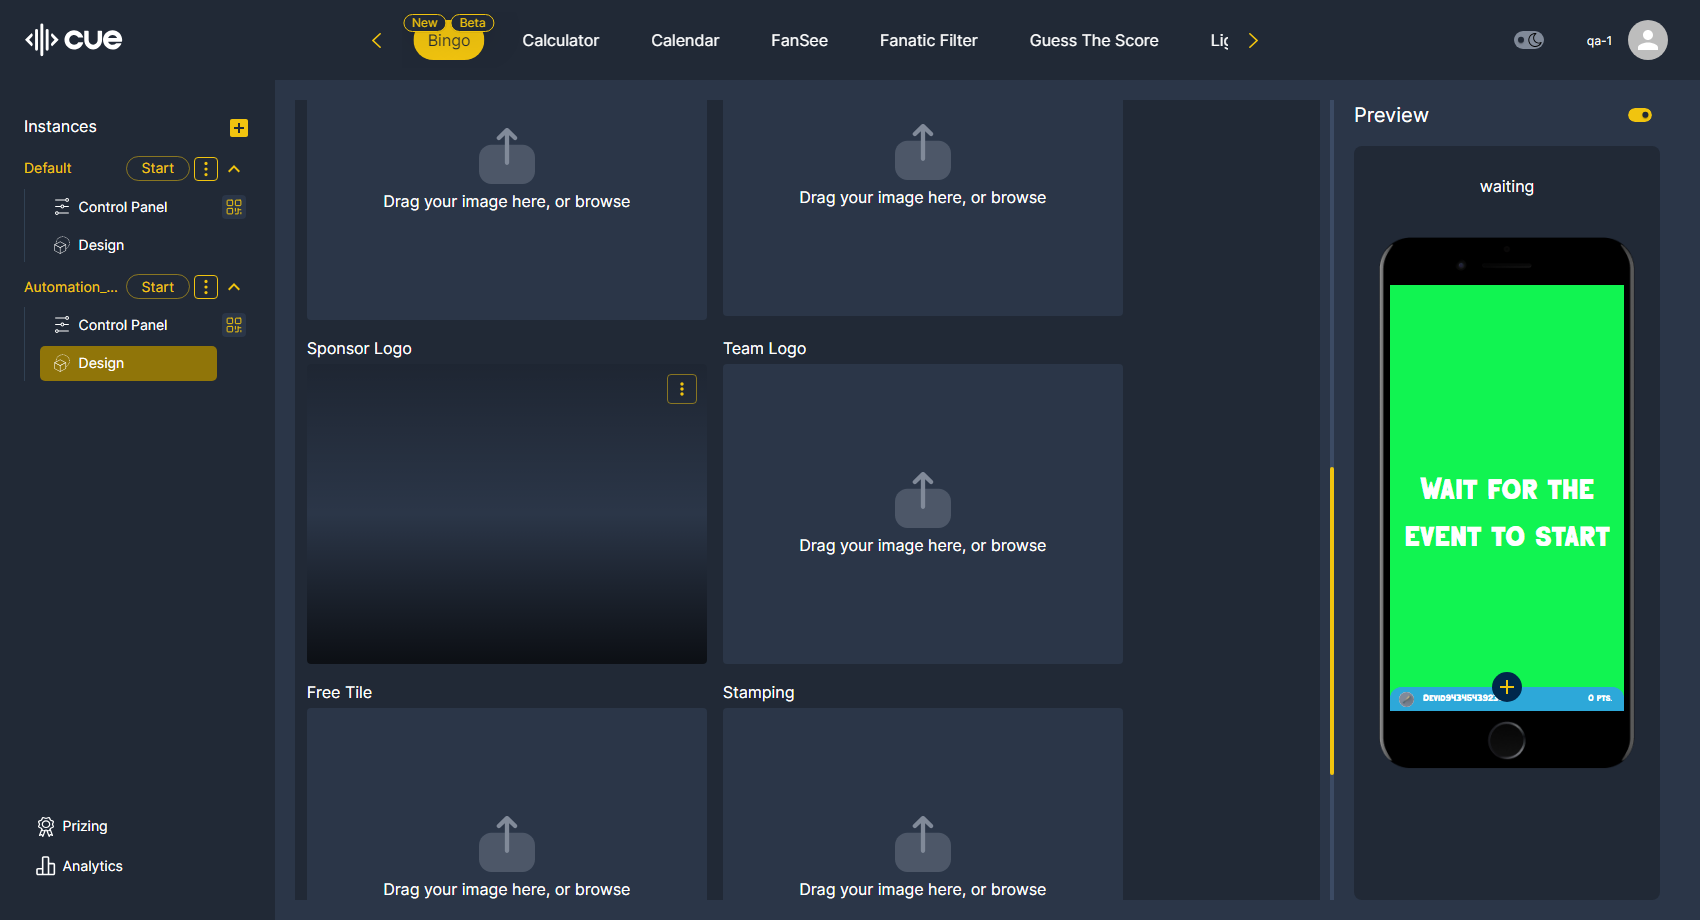 cue
New Beta
Bingo
Calculator
Calendar
FanSee
Fanatic Filter
Guess The Score
Lig
qa-1
Instances
Default
Start
Control Panel
Design
Automation_...
Start
Control Panel
Design
Prizing
Analytics
Drag your image here, or browse
Drag your image here, or browse
Sponsor Logo
Team Logo
Drag your image here, or browse
Free Tile
Stamping
Drag your image here, or browse
Drag your image here, or browse
Preview
waiting
Wait for the
event to start
0 pts.